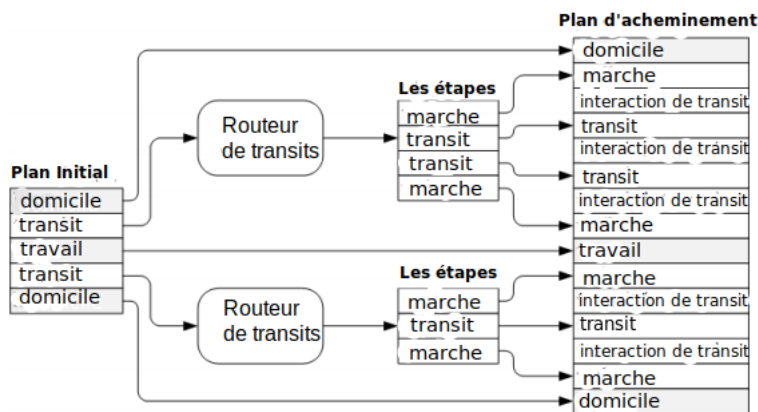 Plan Initial
domicile
transit
travail
transit
domicile
Routeur
de transits
Les étapes
marche
transit
transit
marche
Routeur
de transits
Les étapes
marche
transit
marche
Plan d'acheminement
domicile
marche
interaction de transit
transit
interaction de transit
transit
interaction de transit
marche
travail
marche
interaction de transit
transit
interaction de transit
marche
domicile